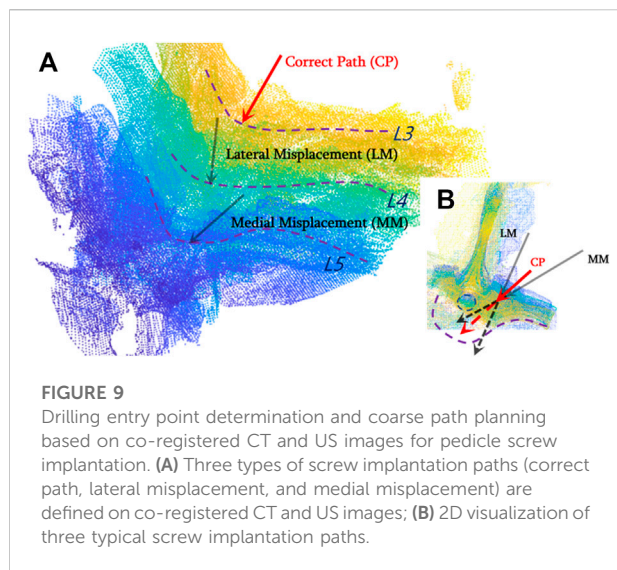 A
Correct Path (CP)
L3
Lateral Misplacement (LM)
L4
Medial Misplacement (MM)
L5
B
LM
CP
MM
FIGURE 9
Drilling entry point determination and coarse path planning
based on co-registered CT and US images for pedicle screw
implantation. (A) Three types of screw implantation paths (correct
path, lateral misplacement, and medial misplacement) are
defined on co-registered CT and US images; (B) 2D visualization of
three typical screw implantation paths.